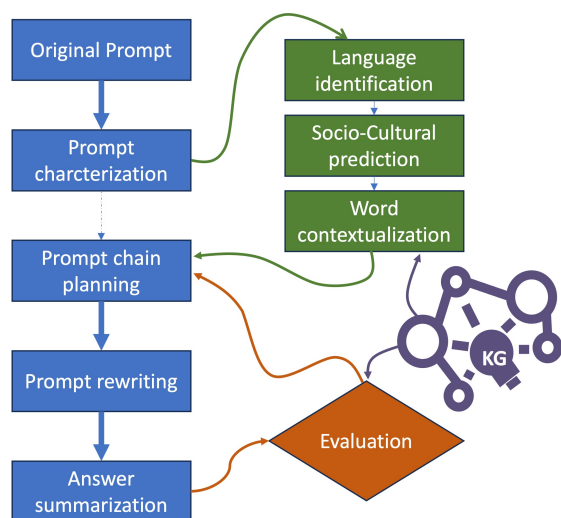 Original Prompt
Prompt
charcterization
Prompt chain
planning
Prompt rewriting
Answer
summarization
Language
identification
Socio-Cultural
prediction
Word
contextualization
KG
Evaluation